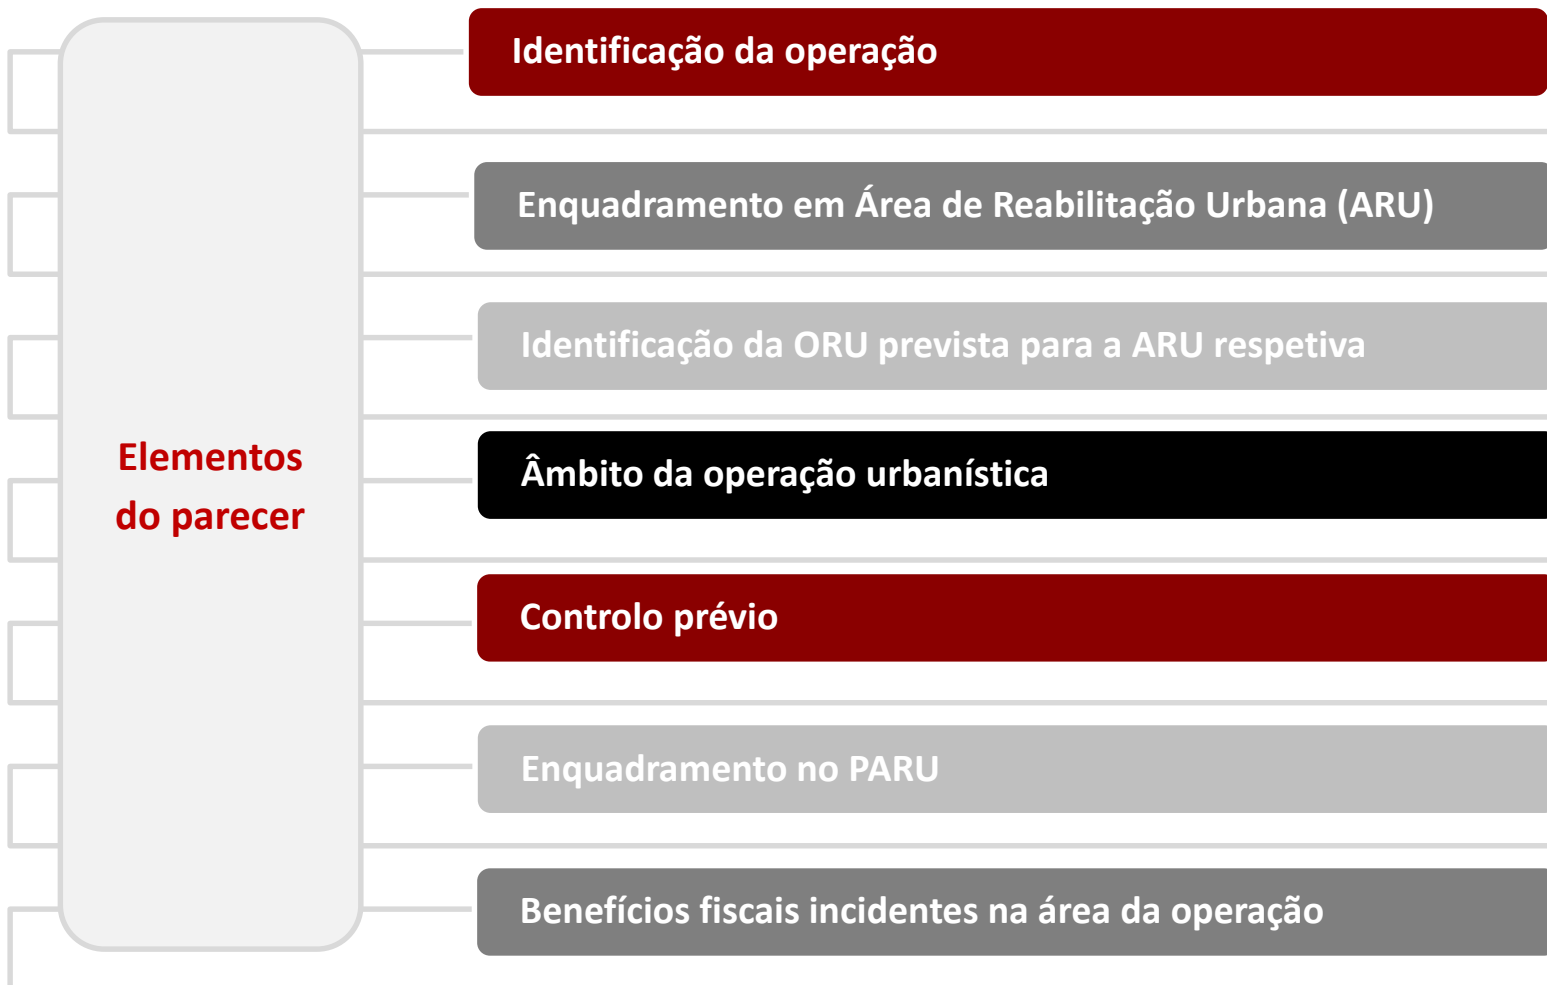 Elementos
do parecer
Identificação da operação
Enquadramento em Área de Reabilitação Urbana (ARU)
Identificação da ORU prevista para a ARU respetiva
Âmbito da operação urbanística
Controlo prévio
Enquadramento no PARU
Benefícios fiscais incidentes na área da operação